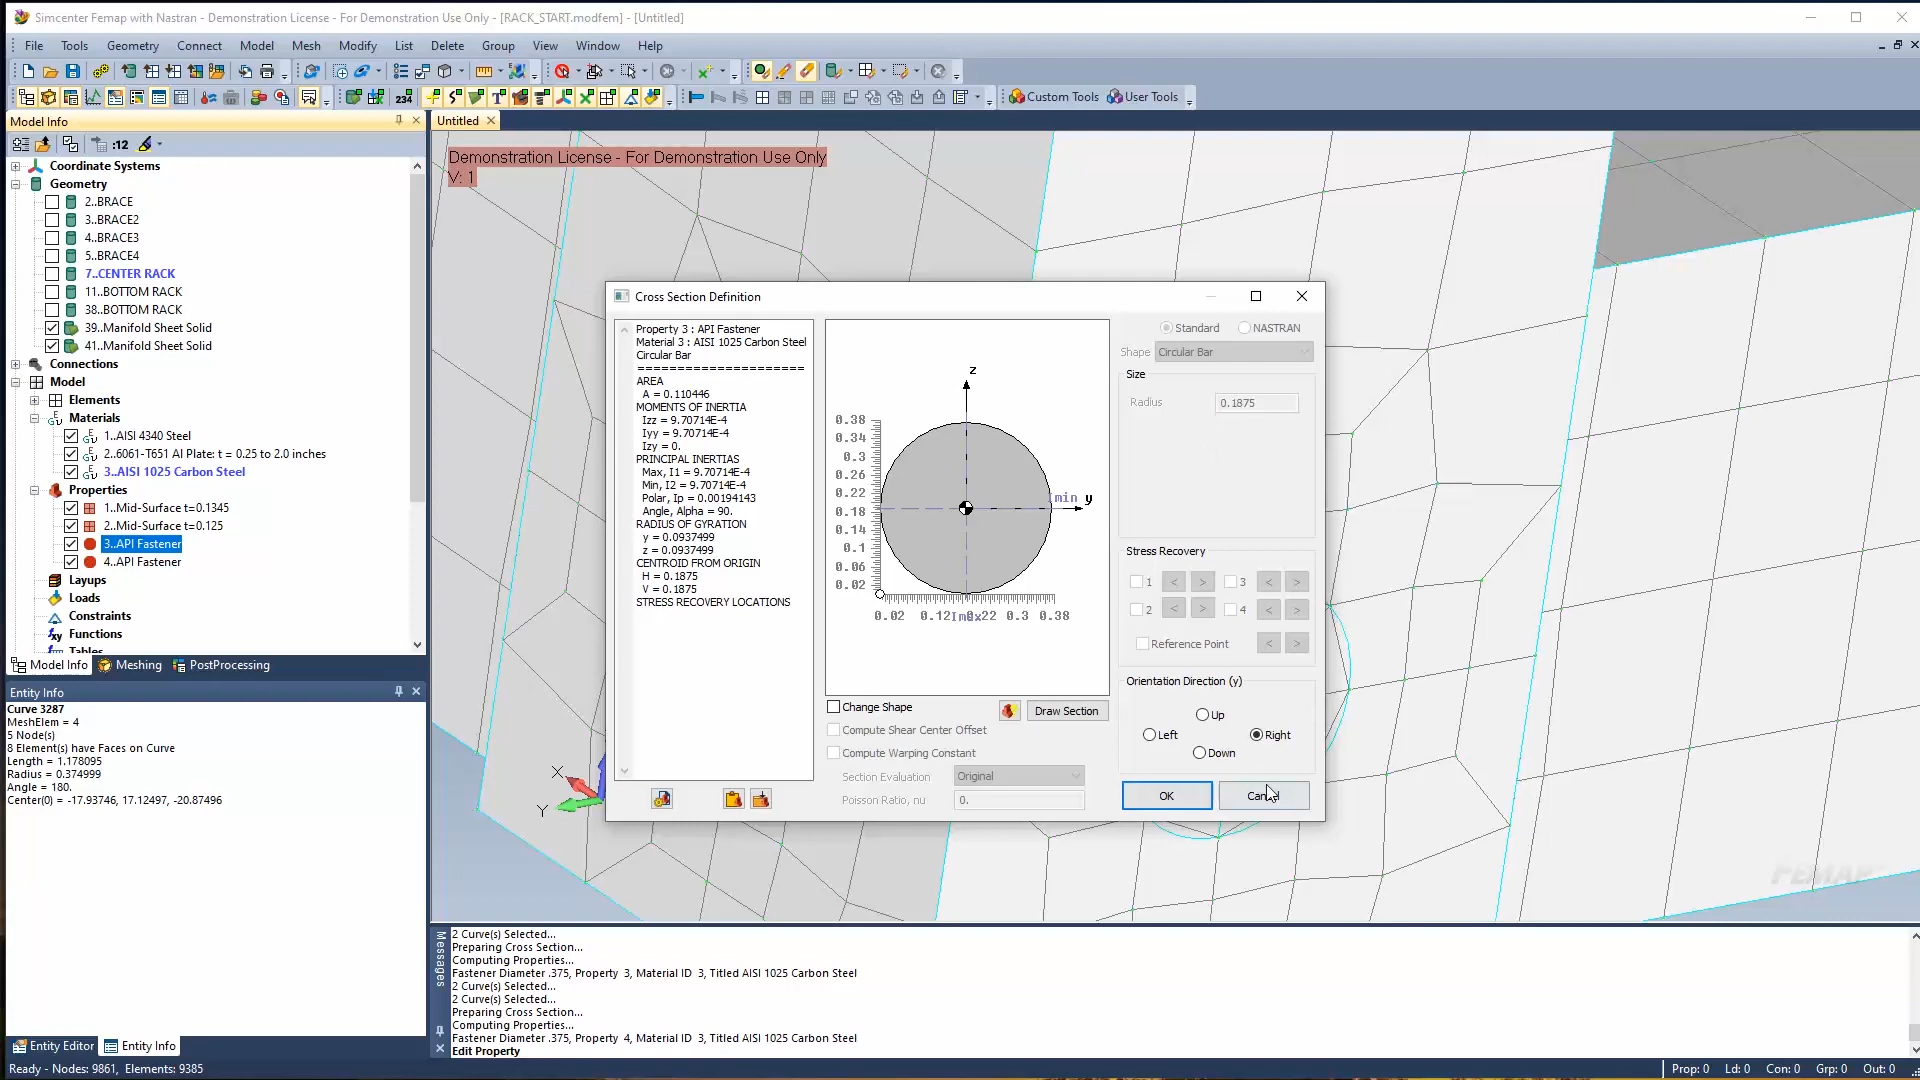 Simcenter Femap with Nastran - Demonstration License - For Demonstration Use Only - [RACK_START.modfem] - [Untitled]
File Tools Geometry Connect Model Mesh Modify List Delete Group View Window Help
234
Custom Tools User Tools
Model Info
Untitled
:12
Coordinate Systems
Geometry
2..BRACE
3..BRACE2
4..BRACE3
5..BRACE4
7..CENTER RACK
11..BOTTOM RACK
38..BOTTOM RACK
39..Manifold Sheet Solid
41..Manifold Sheet Solid
Connections
Model
Elements
Materials
1..AISI 4340 Steel
2..6061-T651 Al Plate: t = 0.25 to 2.0 inches
3..AISI 1025 Carbon Steel
Properties
1..Mid-Surface t=0.1345
2..Mid-Surface t=0.125
3..API Fastener
4..API Fastener
Layups
Loads
Constraints
Functions
Tables
Model Info Meshing PostProcessing
Entity Info
Curve 3287
MeshElem = 4
5 Node(s)
8 Element(s) have Faces on Curve
Length = 1.178095
Radius = 0.374999
Angle = 180.
Center(0) = -17.93746, 17.12497, -20.87496
Entity Editor Entity Info
Demonstration License - For Demonstration Use Only
V: 1
X
Y
Cross Section Definition
Property 3 : API Fastener
Material 3 : AISI 1025 Carbon Steel
Circular Bar
=====================
AREA
A = 0.110446
MOMENTS OF INERTIA
Izz = 9.70714E-4
Iyy = 9.70714E-4
Izy = 0.
PRINCIPAL INERTIAS
Max, I1 = 9.70714E-4
Min, I2 = 9.70714E-4
Polar, Ip = 0.00194143
Angle, Alpha = 90.
RADIUS OF GYRATION
y = 0.0937499
z = 0.0937499
CENTROID FROM ORIGIN
H = 0.1875
V = 0.1875
STRESS RECOVERY LOCATIONS
z
0.38
0.34
0.3
0.26
0.22
0.18
0.14
0.1
0.06
0.02
Imin y
0.02 0.12 Imax 0.22 0.3 0.38
Change Shape
Draw Section
Compute Shear Center Offset
Compute Warping Constant
Section Evaluation Original
Poisson Ratio, nu 0.
Standard NASTRAN
Shape Circular Bar
Size
Radius 0.1875
Stress Recovery
1 < > 3 < >
2 < > 4 < >
Reference Point < >
Orientation Direction (y)
Up
Left Right
Down
OK Cancel
FEMAP
Messages
2 Curve(s) Selected...
Preparing Cross Section...
Computing Properties...
Fastener Diameter .375, Property 3, Material ID 3, Titled AISI 1025 Carbon Steel
2 Curve(s) Selected...
2 Curve(s) Selected...
Preparing Cross Section...
Computing Properties...
Fastener Diameter .375, Property 4, Material ID 3, Titled AISI 1025 Carbon Steel
Edit Property
Ready - Nodes: 9861, Elements: 9385
Prop: 0 Ld: 0 Con: 0 Grp: 0 Out: 0